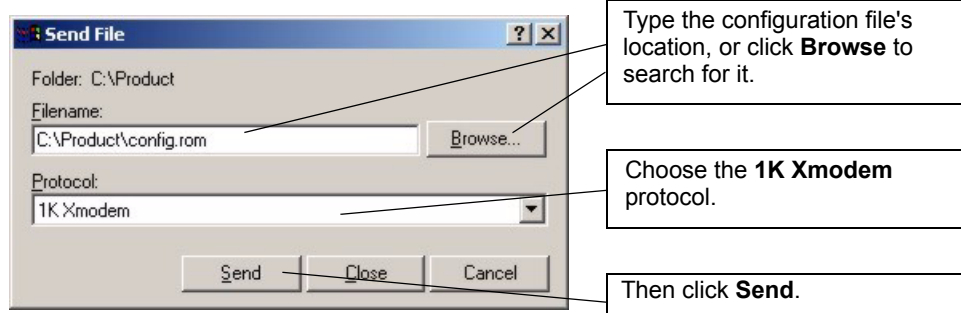 Send File
Folder: C:\Product
Filename:
C:\Product\config.rom
Browse...
Protocol:
1K Xmodem
Send
Close
Cancel
Type the configuration file's
location, or click Browse to
search for it.
Choose the 1K Xmodem
protocol.
Then click Send.